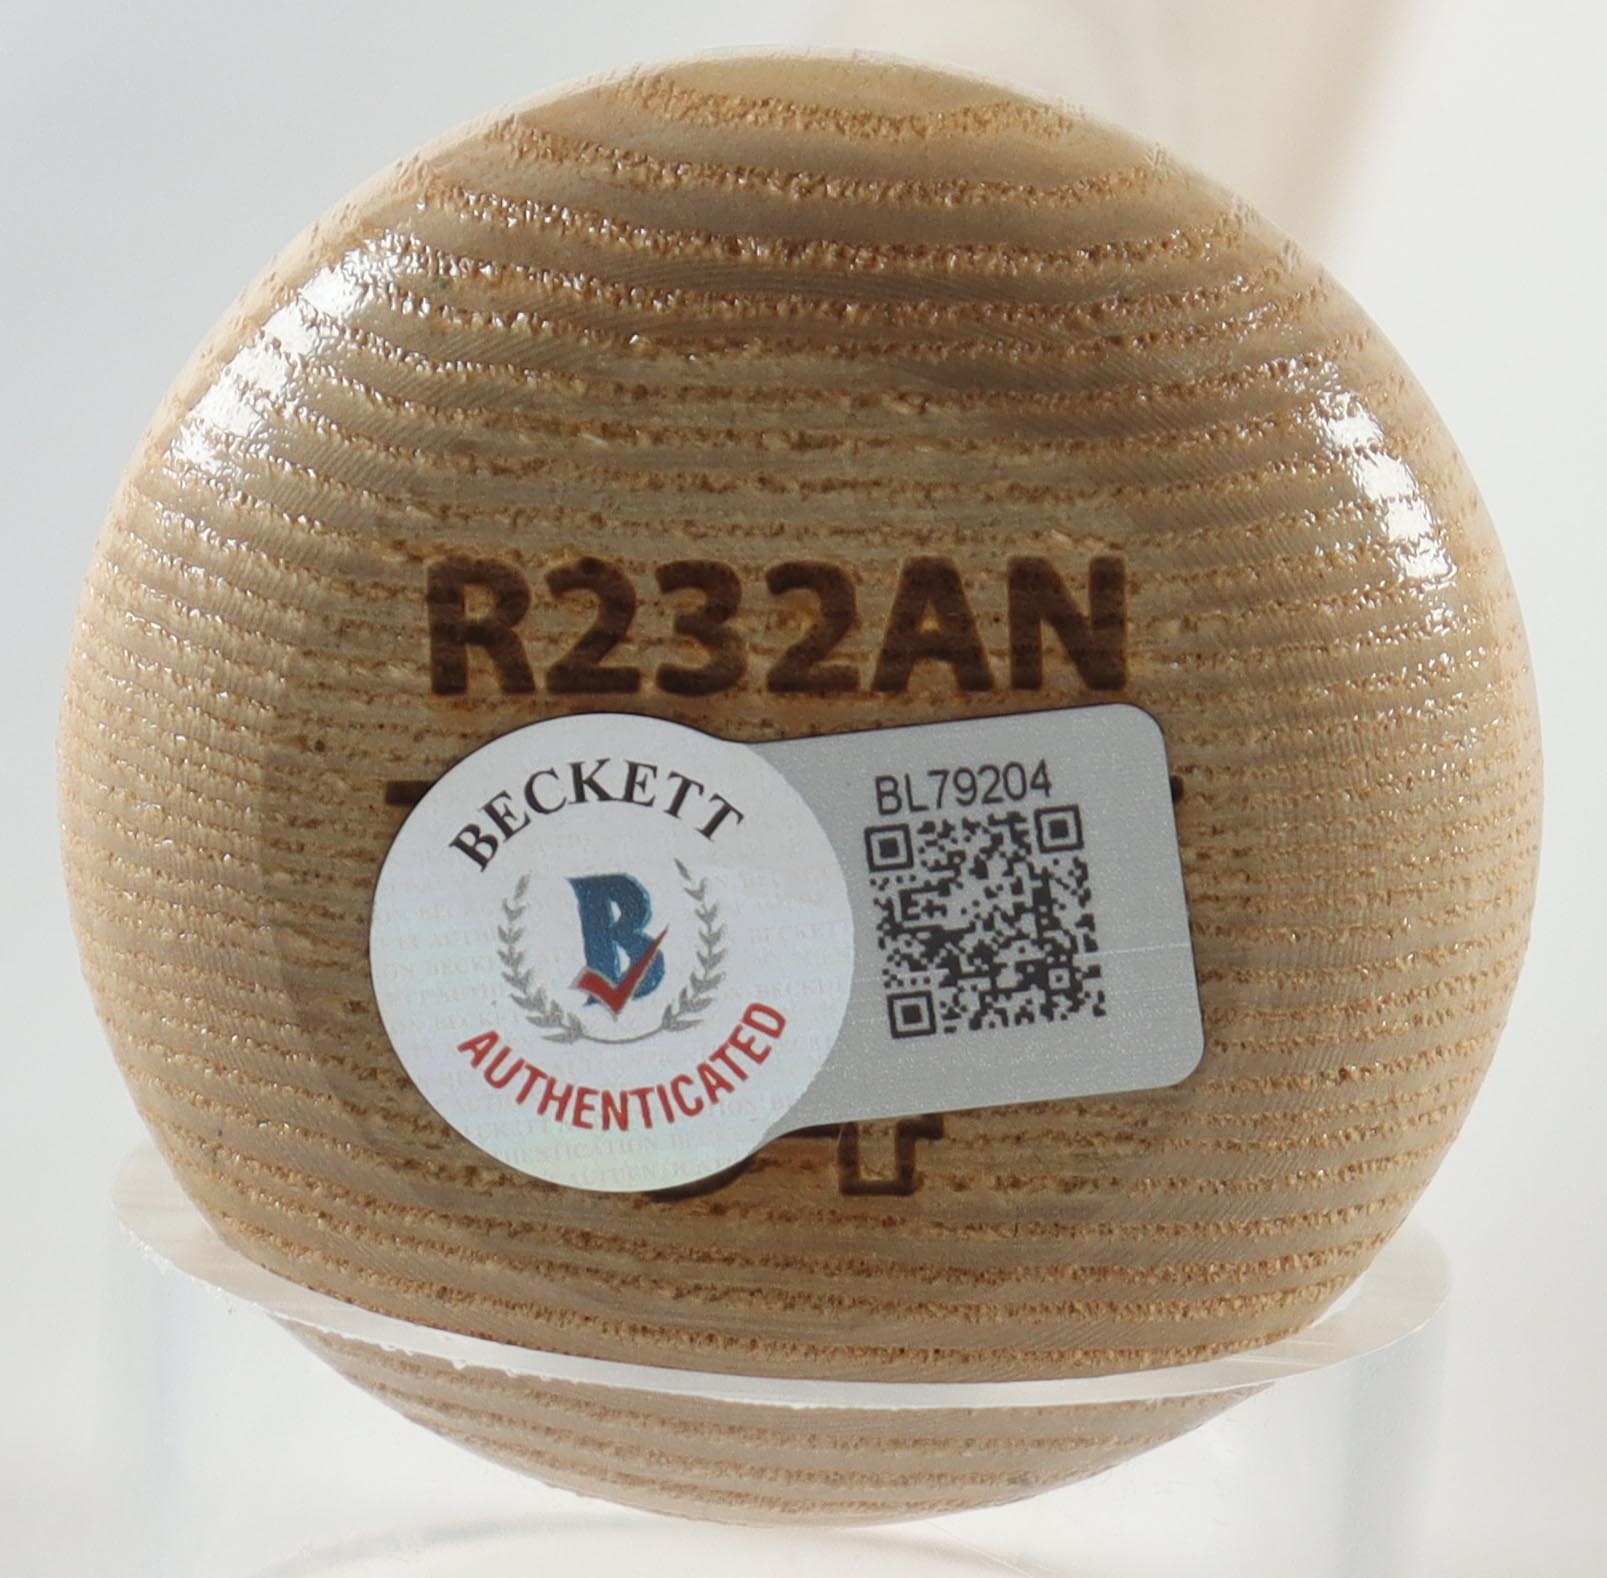 R232AN
BECKETT
B
AUTHENTICATED
BL79204